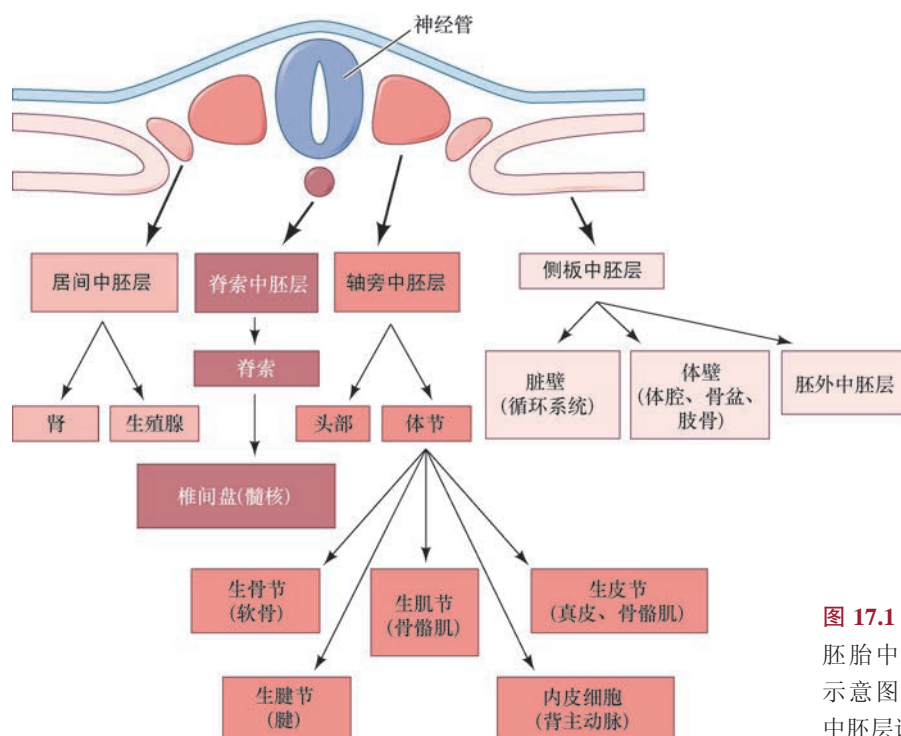 神经管
居间中胚层
脊索中胚层
轴旁中胚层
侧板中胚层
脊索
脏壁
(循环系统)
体壁
(体腔、骨盆、
肢骨)
胚外中胚层
肾
生殖腺
头部
体节
椎间盘(髓核)
生骨节
(软骨)
生肌节
(骨骼肌)
生皮节
(真皮、骨骼肌)
生腱节
(腱)
内皮细胞
(背主动脉)
图 17.1
胚胎中
示意图
中胚层